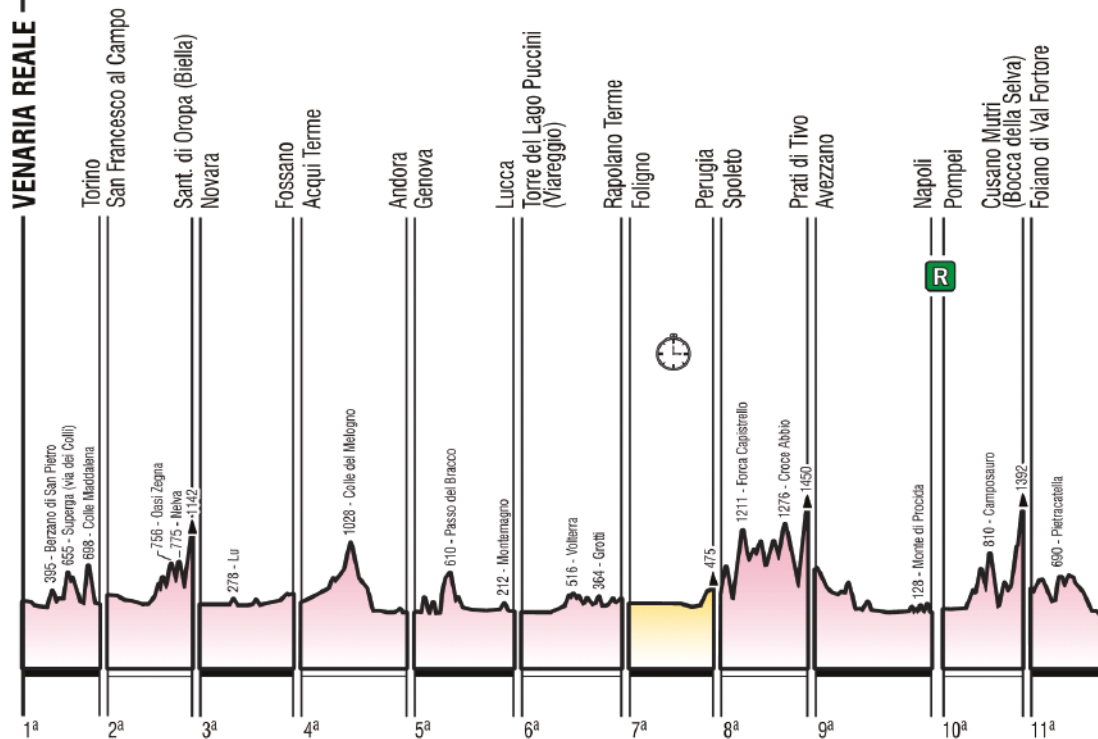 VENARIA REALE –
Torino
San Francesco al Campo
Sant. di Oropa (Biella)
Novara
Fossano
Acqui Terme
Andora
Genova
Lucca
Torre del Lago Puccini
(Viareggio)
Rapolano Terme
Foligno
Perugia
Spoleto
Prati di Tivo
Avezzano
Napoli
Pompei
Cusano Mutri
(Bocca della Selva)
Foiano di Val Fortore
R
395 - Berzano di San Pietro
655 - Superga (via dei Colli)
698 - Colle Maddalena
756 - Oasi Zegna
775 - Nelva
1142
278 - Lu
1028 - Colle del Melogno
610 - Passo del Bracco
212 - Montemagno
516 - Volterra
364 - Grotti
475
1211 - Forca Capistrello
1276 - Croce Abbio
1450
128 - Monte di Procida
810 - Camposauro
1392
690 - Pietracatella
1ª
2ª
3ª
4ª
5ª
6ª
7ª
8ª
9ª
10ª
11ª